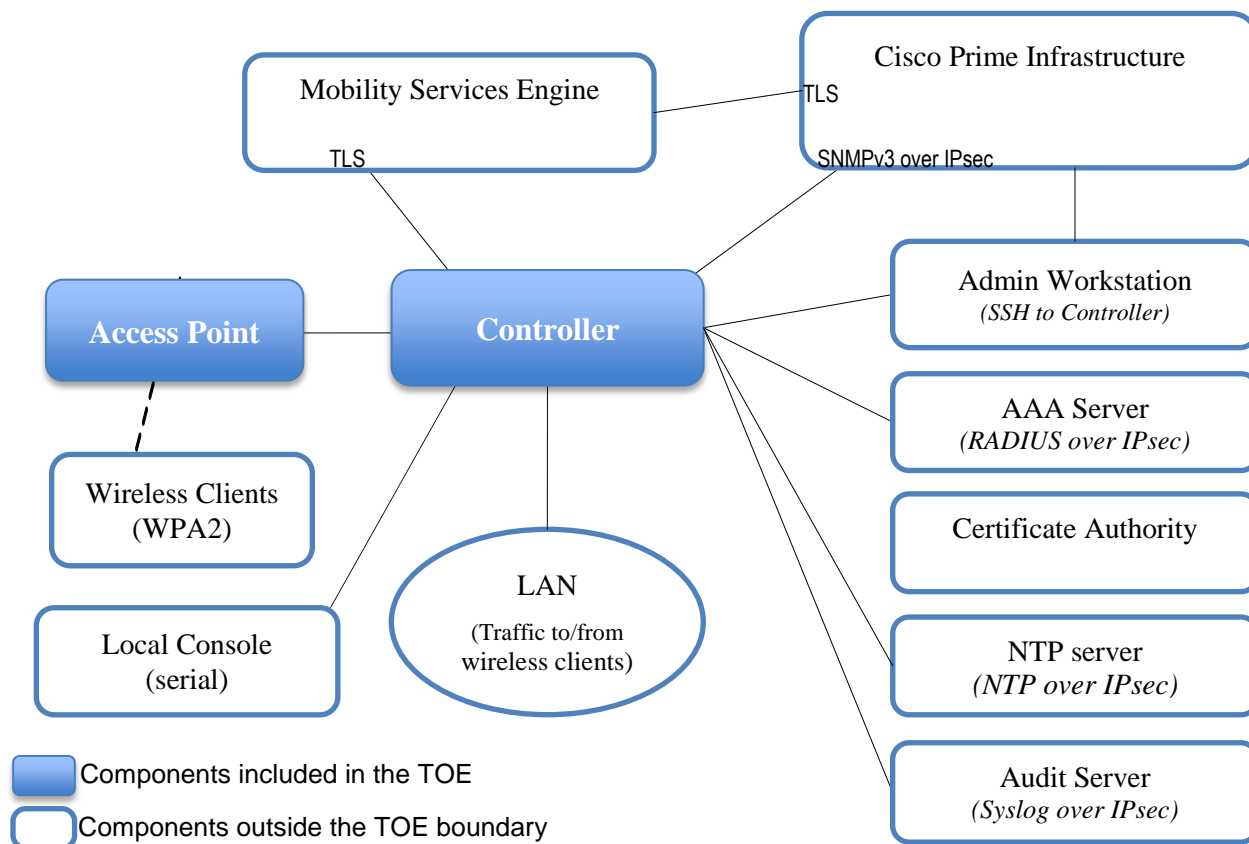 Cisco Prime Infrastructure
Mobility Services Engine
TLS
TLS
SNMPv3 over IPsec
Admin Workstation
(SSH to Controller)
Access Point
Controller
AAA Server
(RADIUS over IPsec)
Wireless Clients
(WPA2)
Certificate Authority
LAN
(Traffic to/from
wireless clients)
Local Console
(serial)
NTP server
(NTP over IPsec)
Components included in the TOE
Audit Server
(Syslog over IPsec)
Components outside the TOE boundary